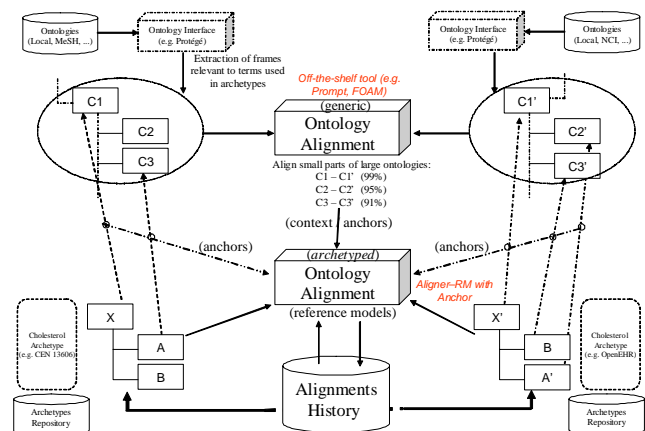 Ontologies
(Local, MeSH, ...)
Ontology Interface
(e.g. Protégé)
Ontology Interface
(e.g. Protégé)
Ontologies
(Local, NCI, ...)
Extraction of frames
relevant to terms used
in archetypes
Off-the-shelf tool (e.g.
Prompt, FOAM)
(generic)
Ontology
Alignment
C1
C2
C3
C1'
C2'
C3'
Align small parts of large ontologies:
C1 – C1' (99%)
C2 – C2' (95%)
C3 – C3' (91%)
(context / anchors)
(anchors)
(anchors)
(archetyped)
Ontology
Alignment
(reference models)
Aligner–RM with
Anchor
X
A
B
X'
B
A'
Cholesterol
Archetype
(e.g. CEN 13606)
Cholesterol
Archetype
(e.g. OpenEHR)
Alignments
History
Archetypes
Repository
Archetypes
Repository